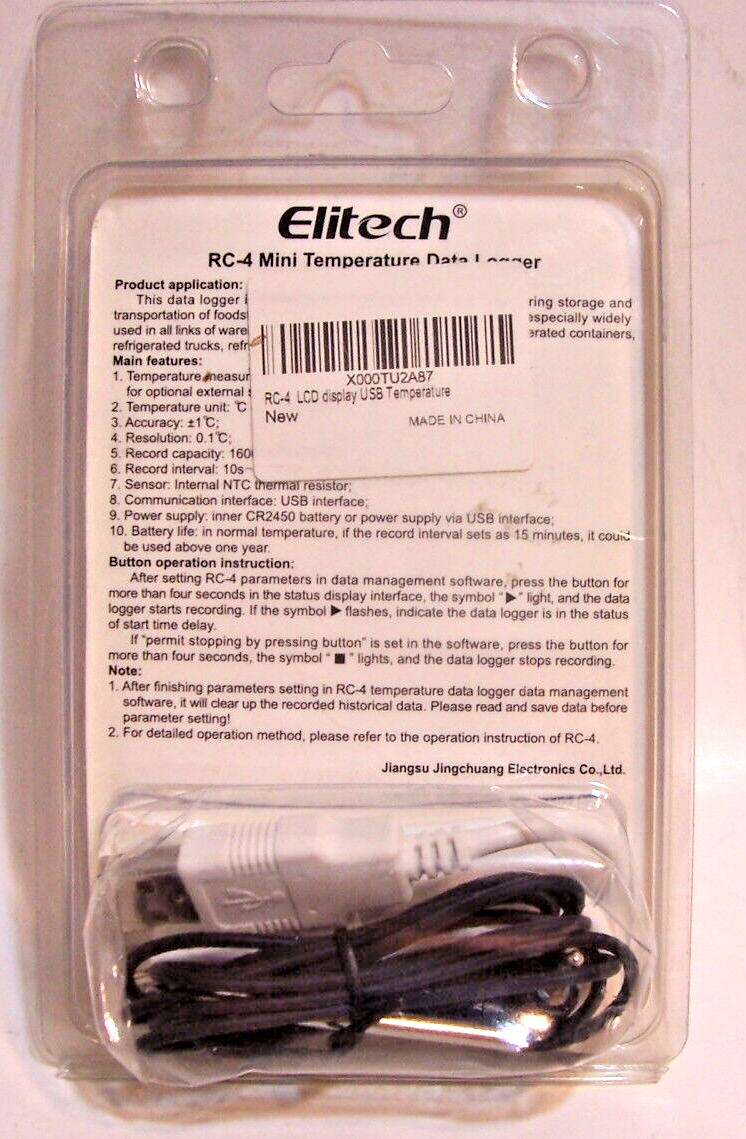 Elitech®
RC-4 Mini Temperature Data Logger
Product application:
This data logger i
ring storage and
transportation of foods
especially widely
used in all links of ware
erated containers,
refrigerated trucks, refr
Main features:
1. Temperature measur
for optional external s
2. Temperature unit: ℃
3. Accuracy: ±1℃;
4. Resolution: 0.1℃;
5. Record capacity: 160
6. Record interval: 10s~
7. Sensor: Internal NTC thermal resistor;
8. Communication interface: USB interface;
9. Power supply: inner CR2450 battery or power supply via USB interface;
10. Battery life: in normal temperature, if the record interval sets as 15 minutes, it could
be used above one year.
X000TU2A87
RC-4 LCD display USB Temperature
New
MADE IN CHINA
Button operation instruction:
After setting RC-4 parameters in data management software, press the button for
more than four seconds in the status display interface, the symbol "▶" light, and the data
logger starts recording. If the symbol ▶ flashes, indicate the data logger is in the status
of start time delay.
If "permit stopping by pressing button" is set in the software, press the button for
more than four seconds, the symbol " ■ " lights, and the data logger stops recording.
Note:
1. After finishing parameters setting in RC-4 temperature data logger data management
software, it will clear up the recorded historical data. Please read and save data before
parameter setting!
2. For detailed operation method, please refer to the operation instruction of RC-4.
Jiangsu Jingchuang Electronics Co.,Ltd.